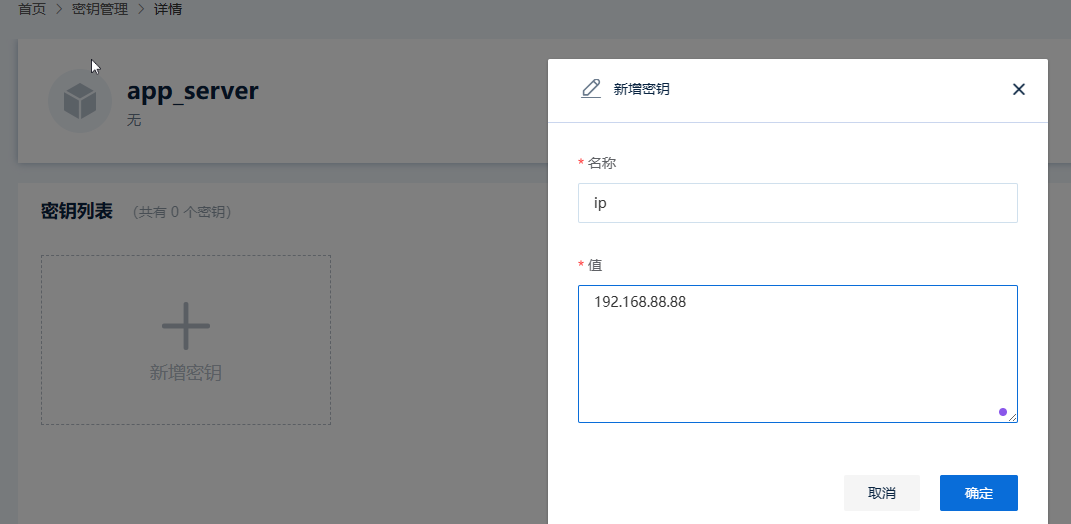 首页 > 密钥管理 > 详情
app_server
无
密钥列表 （共有 0 个密钥）
新增密钥
新增密钥
* 名称
ip
* 值
192.168.88.88
取消 确定